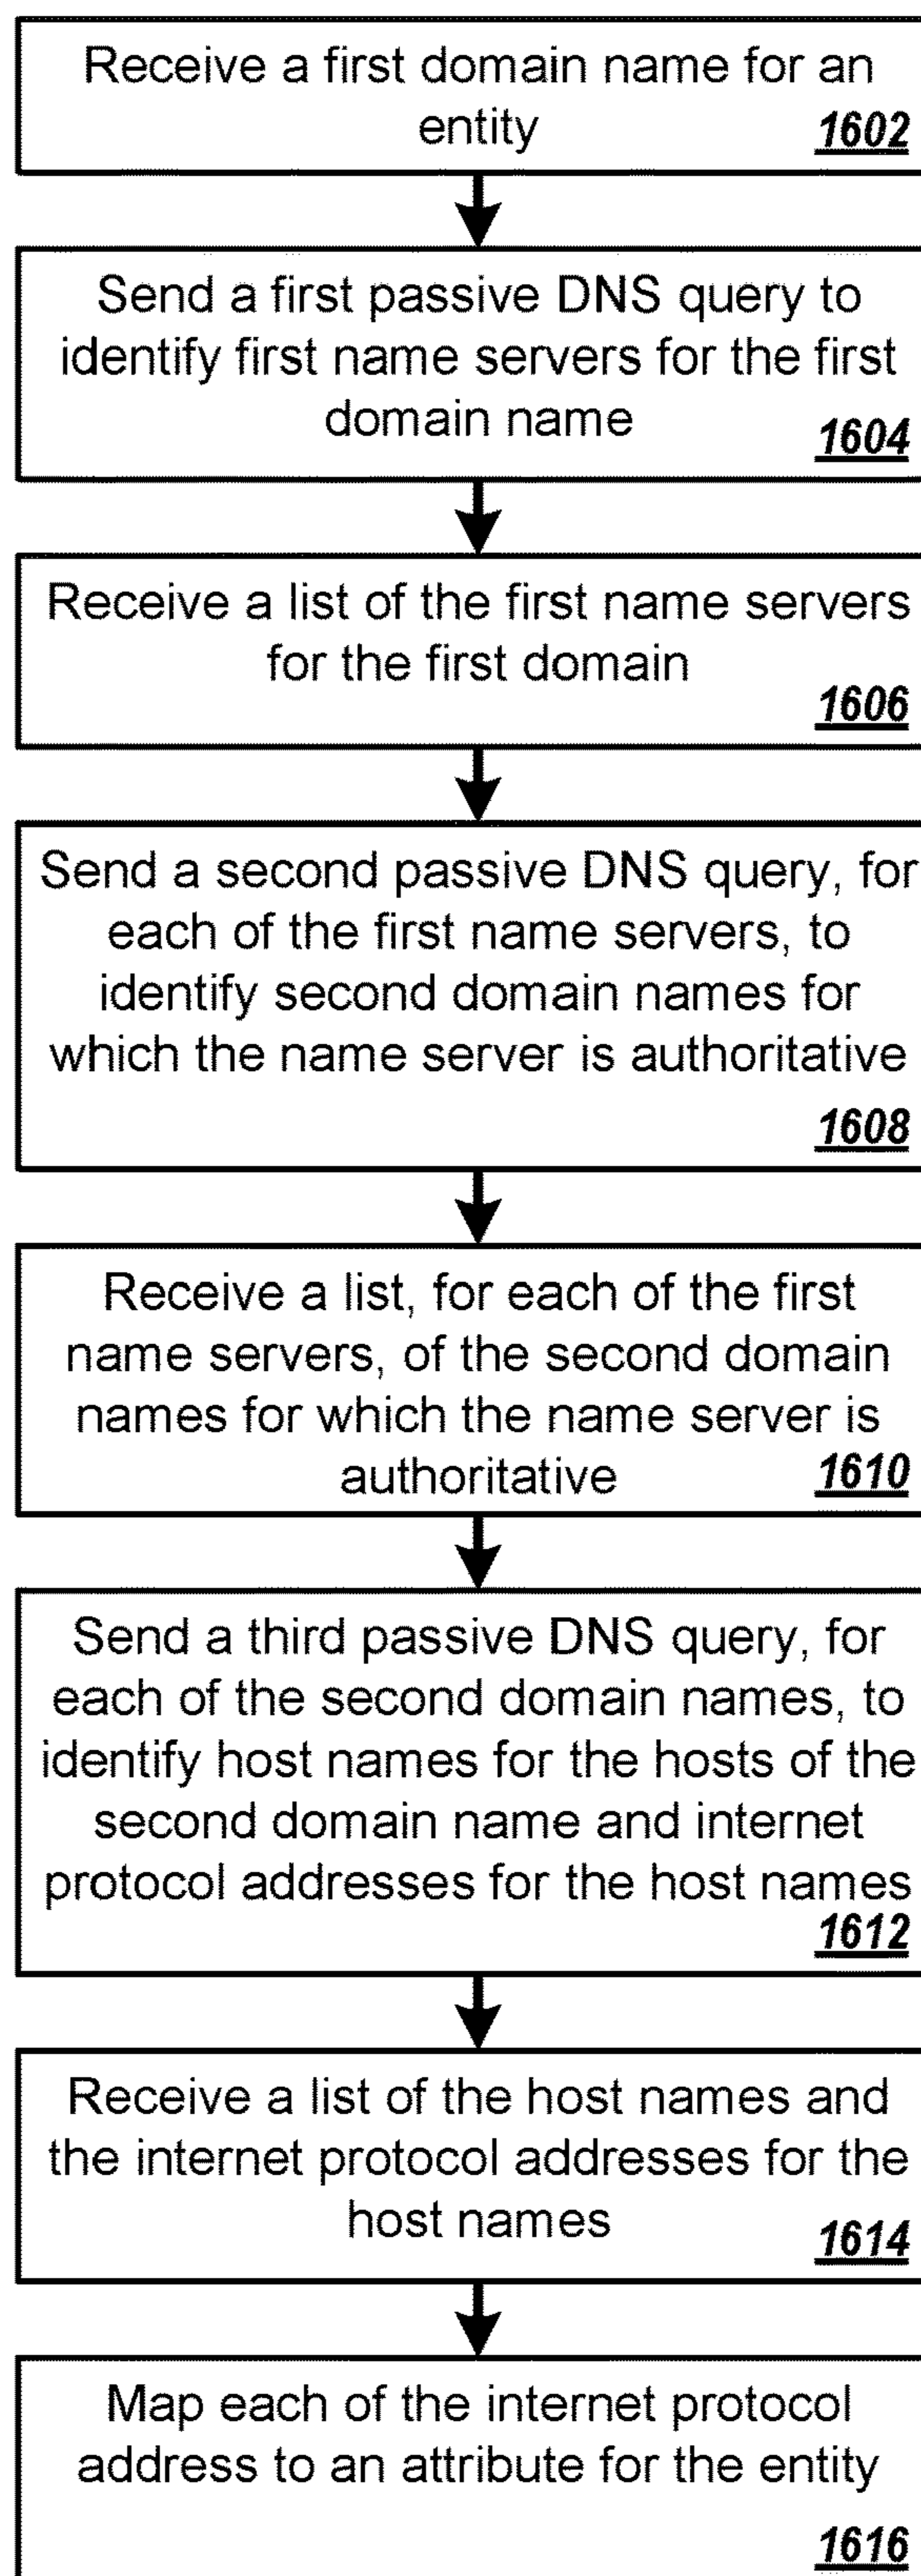 Receive a first domain name for an
entity 1602
Send a first passive DNS query to
identify first name servers for the first
domain name 1604
Receive a list of the first name servers
for the first domain
1606
Send a second passive DNS query, for
each of the first name servers, to
identify second domain names for
which the name server is authoritative
1608
Receive a list, for each of the first
name servers, of the second domain
names for which the name server is
authoritative 1610
Send a third passive DNS query, for
each of the second domain names, to
identify host names for the hosts of the
second domain name and internet
protocol addresses for the host names
1612
Receive a list of the host names and
the internet protocol addresses for the
host names 1614
Map each of the internet protocol
address to an attribute for the entity
1616